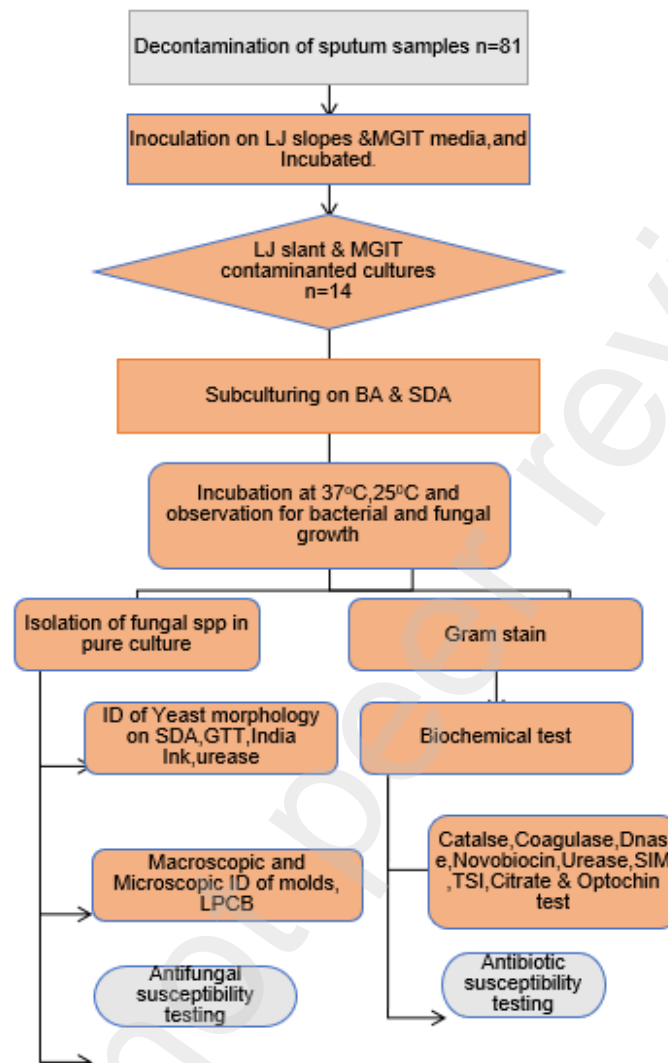 Decontamination of sputum samples n=81
Inoculation on LJ slopes &MGIT media,and
Incubated.
LJ slant & MGIT
contaminanted cultures
n=14
Subculturing on BA & SDA
Incubation at 37ᵒC,25⁰C and
observation for bacterial and fungal
growth
Isolation of fungal spp in
pure culture
Gram stain
ID of Yeast morphology
on SDA,GTT,India
Ink,urease
Biochemical test
Macroscopic and
Microscopic ID of molds,
LPCB
Catalse,Coagulase,Dnas
e,Novobiocin,Urease,SIM
,TSI,Citrate & Optochin
test
Antifungal
susceptibility
testing
Antibiotic
susceptibility
testing
not peer revi